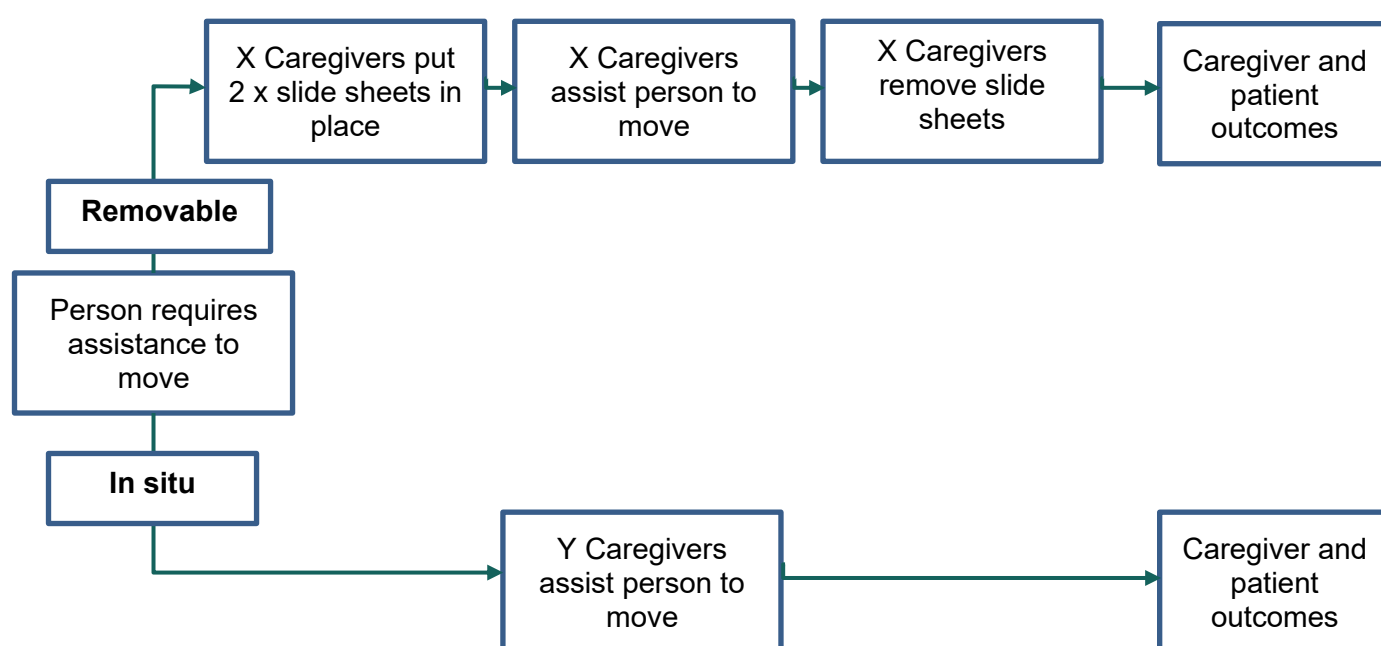 X Caregivers put
2 x slide sheets in
place
X Caregivers
assist person to
move
X Caregivers
remove slide
sheets
Caregiver and
patient
outcomes
Removable
Person requires
assistance to
move
In situ
Y Caregivers
assist person to
move
Caregiver and
patient
outcomes